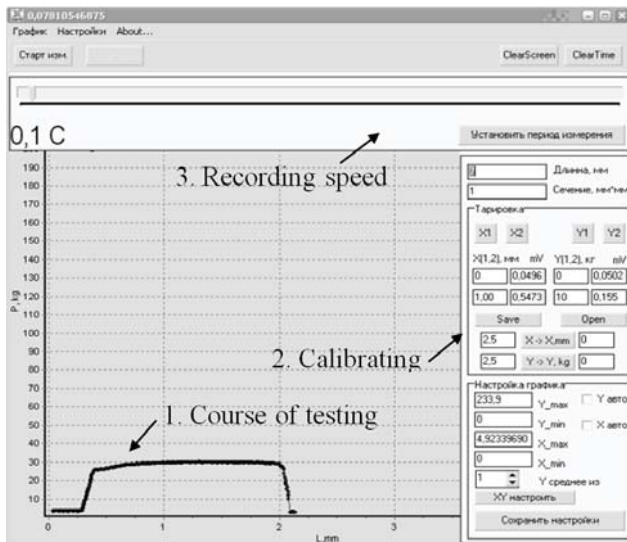 0,07810546875
График Настройки About...
Старт изм.
ClearScreen ClearTime
0,1 С
Установить период измерения
3. Recording speed
Длинна, мм
1 Сечение, мм*мм
Тарировка
X1 X2 Y1 Y2
X[1,2], мм mV Y[1,2], кг mV
0 0,0496 0 0,0502
1,00 0,5473 10 0,155
Save Open
2,5 X -> X,mm 0
2,5 Y -> Y, kg 0
2. Calibrating
Настройка графика
233,9 Y_max Y авто
0 Y_min X авто
4,92339690 X_max
0 X_min
1 Y среднее из
XY настроить
Сохранить настройки
1. Course of testing
P,kg
190
180
170
160
150
140
130
120
110
100
90
80
70
60
50
40
30
20
10
0 1 2 3
L,mm